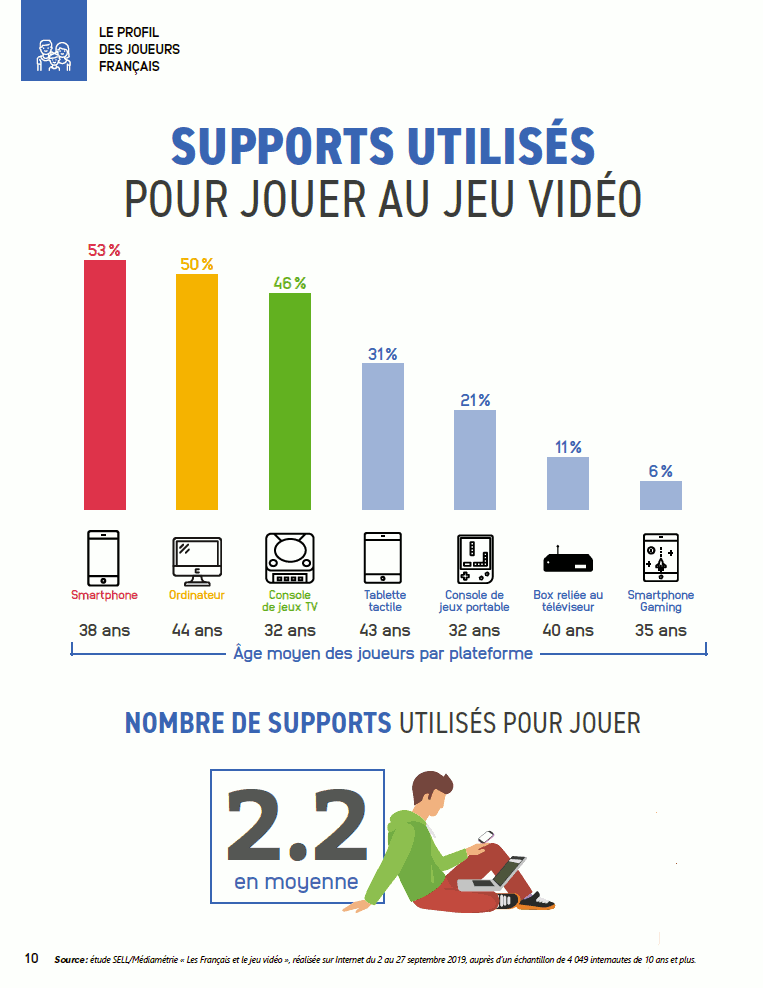 LE PROFIL
DES JOUEURS
FRANÇAIS
SUPPORTS UTILISÉS
POUR JOUER AU JEU VIDÉO
53 %
50 %
46 %
31 %
21 %
11 %
6 %
Smartphone
Ordinateur
Console
de jeux TV
Tablette
tactile
Console de
jeux portable
Box reliée au
téléviseur
Smartphone
Gaming
38 ans
44 ans
32 ans
43 ans
32 ans
40 ans
35 ans
Âge moyen des joueurs par plateforme
NOMBRE DE SUPPORTS UTILISÉS POUR JOUER
2.2
en moyenne
10 Source : étude SELL/Médiamétrie « Les Français et le jeu vidéo », réalisée sur Internet du 2 au 27 septembre 2019, auprès d'un échantillon de 4 049 internautes de 10 ans et plus.